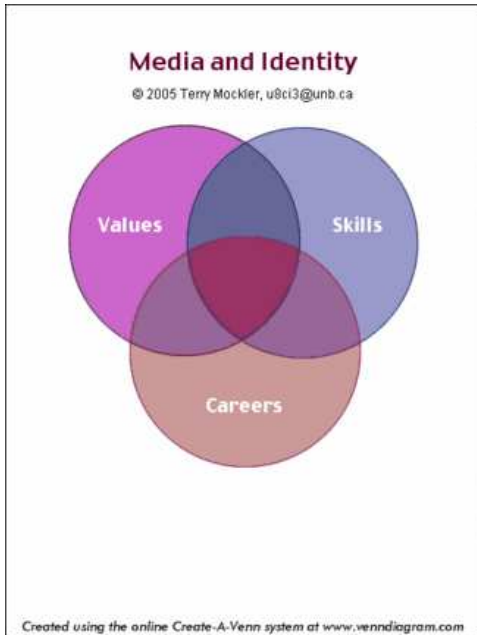 Media and Identity
© 2005 Terry Mockler, u8ci3@unb.ca
Values
Skills
Careers
Created using the online Create-A-Venn system at www.venndiagram.com